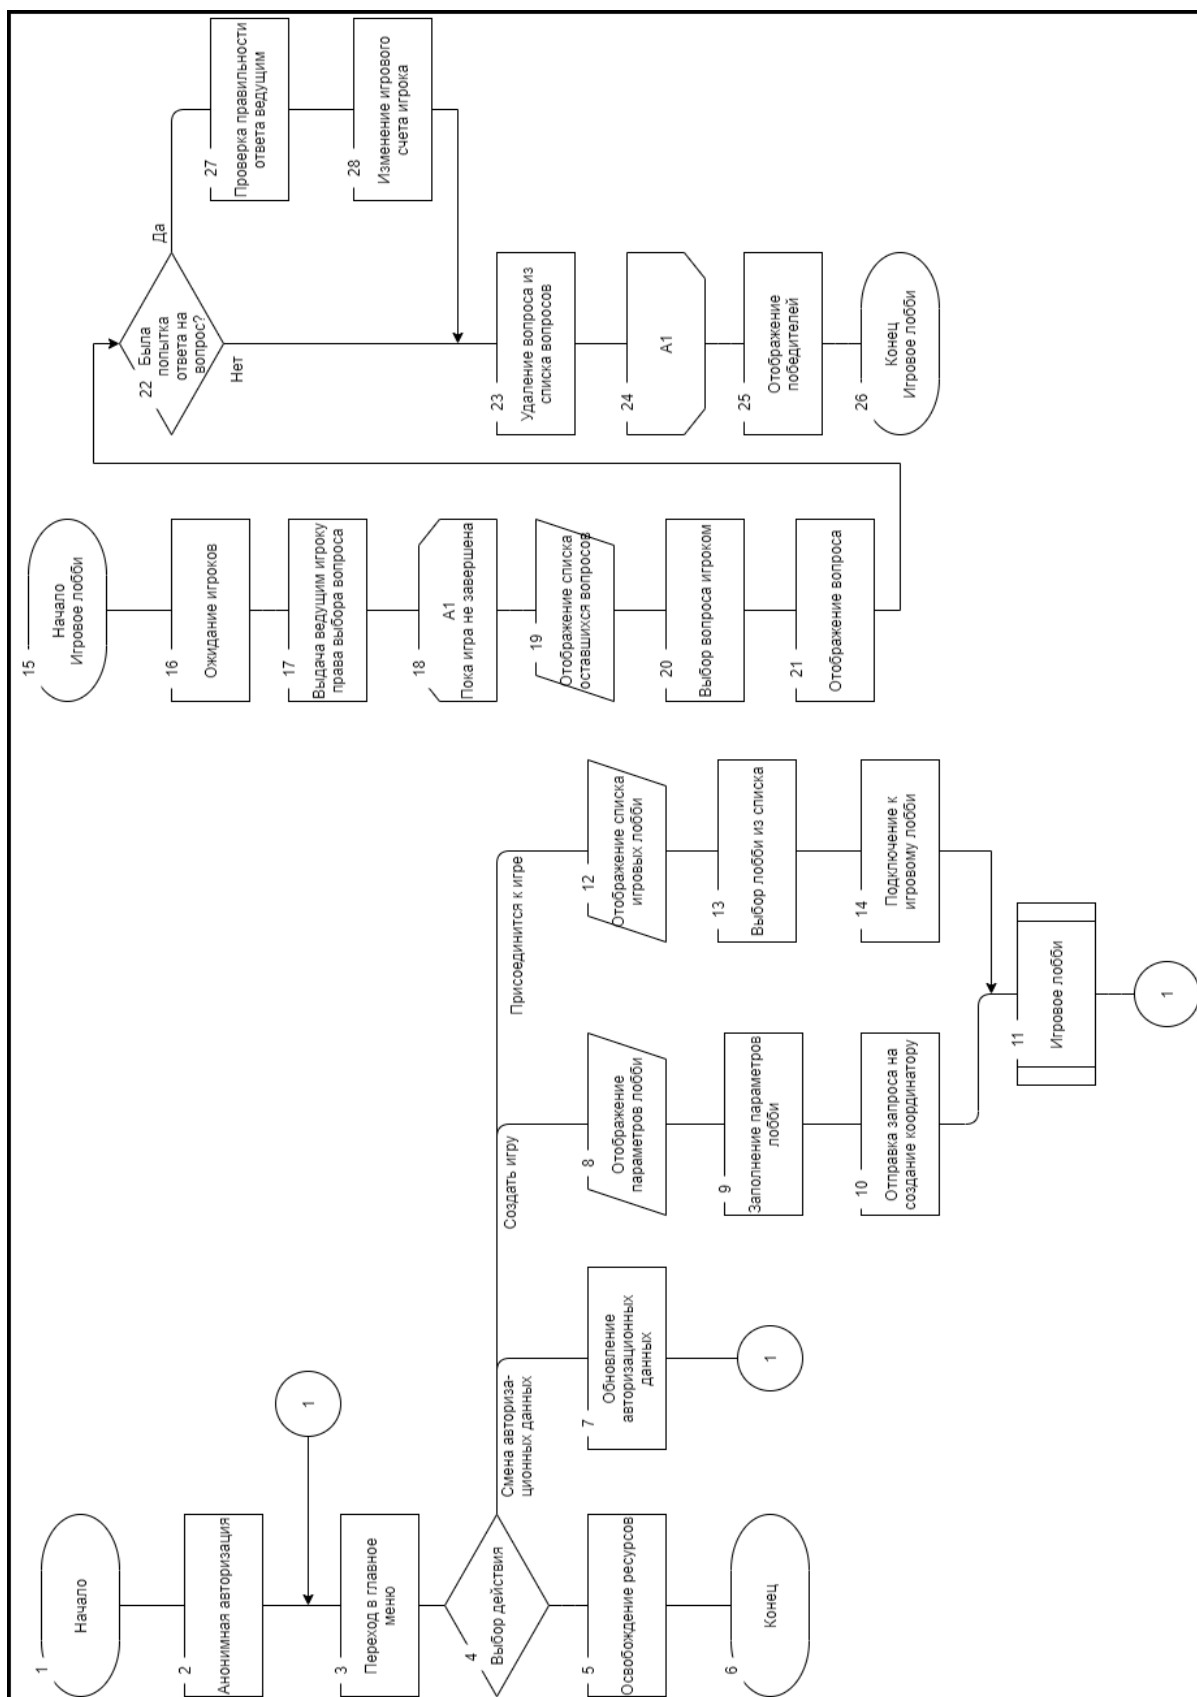 1
Начало
2
Анонимная авторизация
1
3
Переход в главное
меню
4
Выбор действия
5
Освобождение ресурсов
6
Конец
Смена авториза-
ционных данных
7
Обновление
авторизационных
данных
1
Создать игру
8
Отображение
параметров лобби
9
Заполнение параметров
лобби
10
Отправка запроса на
создание координатору
Присоединится к игре
12
Отображение списка
игровых лобби
13
Выбор лобби из списка
14
Подключение к
игровому лобби
11
Игровое лобби
1
15
Начало
Игровое лобби
16
Ожидание игроков
17
Выдача ведущим игроку
права выбора вопроса
18
А1
Пока игра не завершена
19
Отображение списка
оставшихся вопросов
20
Выбор вопроса игроком
21
Отображение вопроса
22
Была
попытка
ответа на
вопрос?
Да
Нет
27
Проверка правильности
ответа ведущим
28
Изменение игрового
счета игрока
23
Удаление вопроса из
списка вопросов
24
А1
25
Отображение
победителей
26
Конец
Игровое лобби